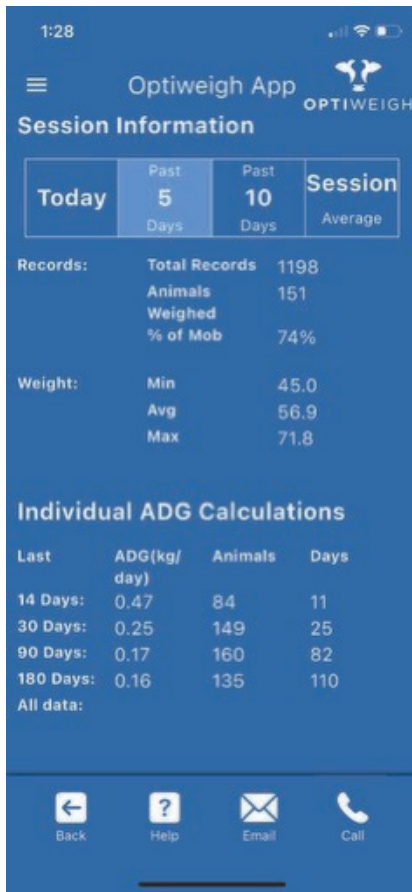 1:28
Optiweigh App
OPTIWEIGH
Session Information
Today
Past
5
Days
Past
10
Days
Session
Average
Records: Total Records 1198
Animals Weighed 151
% of Mob 74%
Weight: Min 45.0
Avg 56.9
Max 71.8
Individual ADG Calculations
Last ADG(kg/day) Animals Days
14 Days: 0.47 84 11
30 Days: 0.25 149 25
90 Days: 0.17 160 82
180 Days: 0.16 135 110
All data:
Back Help Email Call